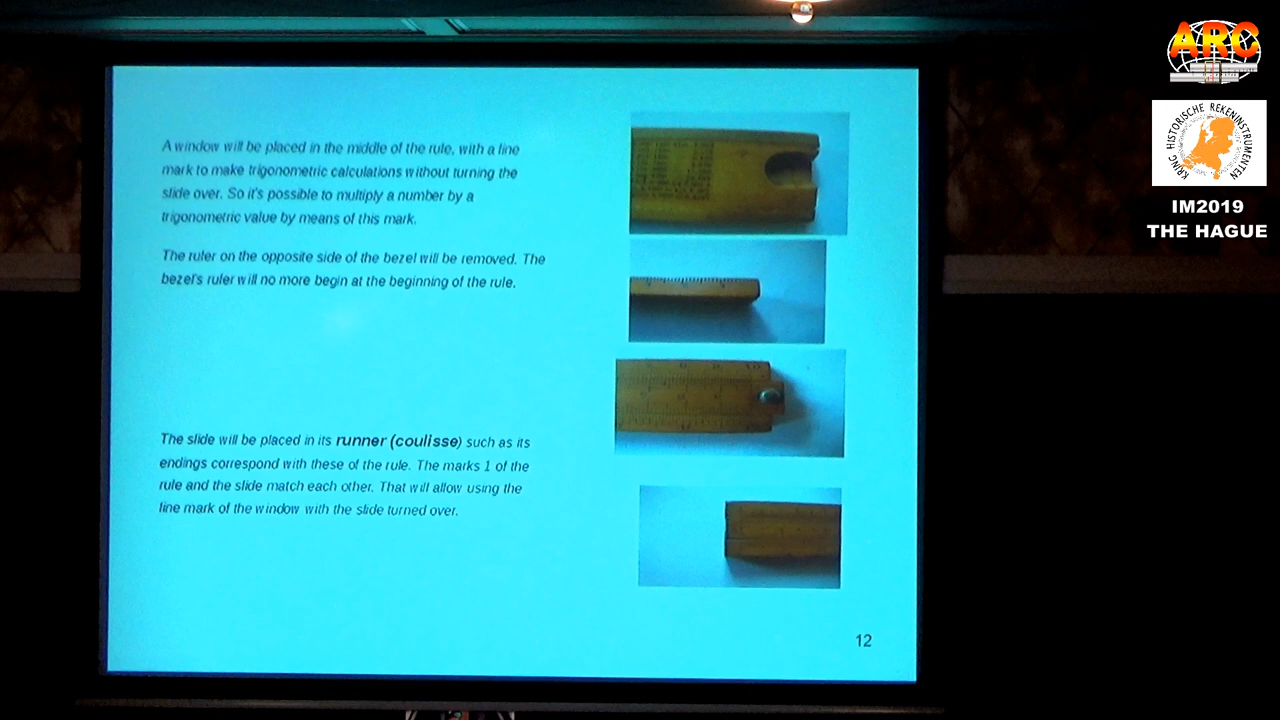 A window will be placed in the middle of the rule, with a line
mark to make trigonometric calculations without turning the
slide over. So it's possible to multiply a number by a
trigonometric value by means of this mark.
The ruler on the opposite side of the bezel will be removed. The
bezel's ruler will no more begin at the beginning of the rule.
The slide will be placed in its runner (coulisse) such as its
endings correspond with these of the rule. The marks 1 of the
rule and the slide match each other. That will allow using the
line mark of the window with the slide turned over.
12
ARC
KRING HISTORISCHE REKENINSTRUMENTEN
IM2019
THE HAGUE